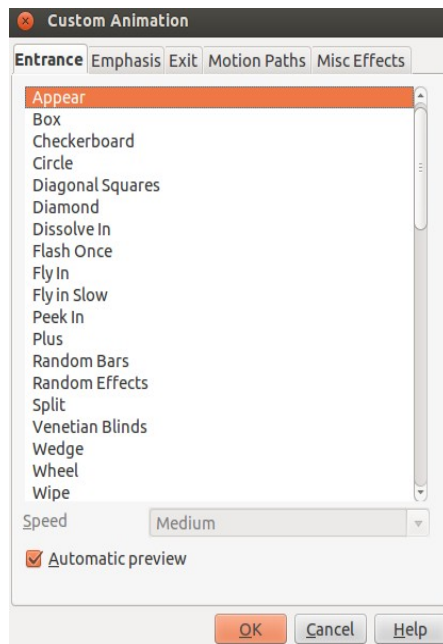 Custom Animation
Entrance Emphasis Exit Motion Paths Misc Effects
Appear
Box
Checkerboard
Circle
Diagonal Squares
Diamond
Dissolve In
Flash Once
Fly In
Fly in Slow
Peek In
Plus
Random Bars
Random Effects
Split
Venetian Blinds
Wedge
Wheel
Wipe
Speed Medium
Automatic preview
OK Cancel Help